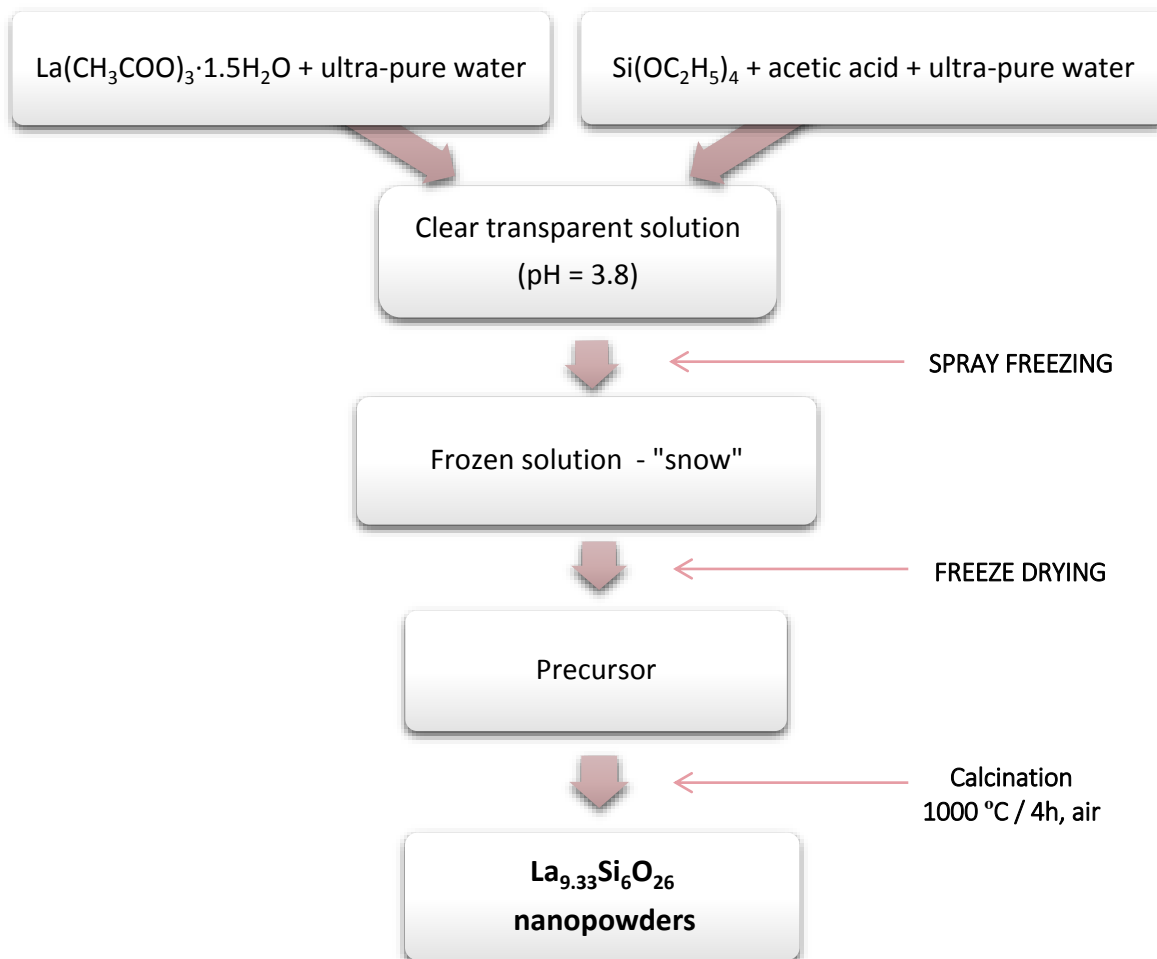 La(CH₃COO)₃·1.5H₂O + ultra-pure water
Si(OC₂H₅)₄ + acetic acid + ultra-pure water
Clear transparent solution
(pH = 3.8)
SPRAY FREEZING
Frozen solution - "snow"
FREEZE DRYING
Precursor
Calcination
1000 ºC / 4h, air
La₉.₃₃Si₆O₂₆
nanopowders